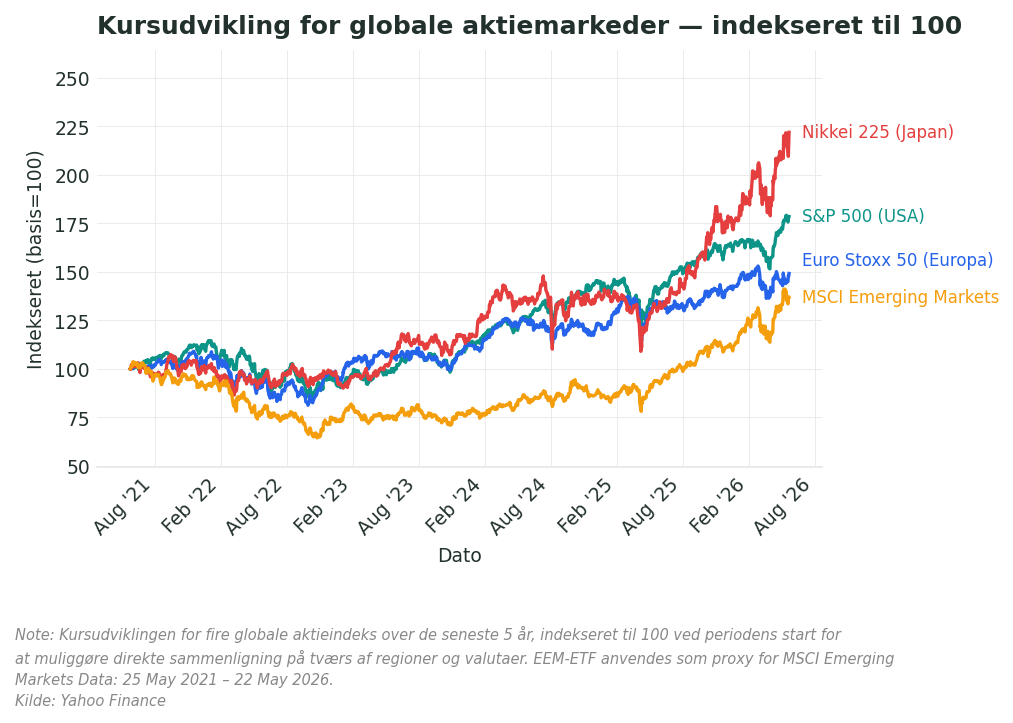 Kursudvikling for globale aktiemarkeder — indekseret til 100
Indekseret (basis=100)
250
225
200
175
150
125
100
75
50
Nikkei 225 (Japan)
S&P 500 (USA)
Euro Stoxx 50 (Europa)
MSCI Emerging Markets
Aug '21
Feb '22
Aug '22
Feb '23
Aug '23
Feb '24
Aug '24
Feb '25
Aug '25
Feb '26
Aug '26
Dato
Note: Kursudviklingen for fire globale aktieindeks over de seneste 5 år, indekseret til 100 ved periodens start for
at muliggøre direkte sammenligning på tværs af regioner og valutaer. EEM-ETF anvendes som proxy for MSCI Emerging
Markets Data: 25 May 2021 – 22 May 2026.
Kilde: Yahoo Finance